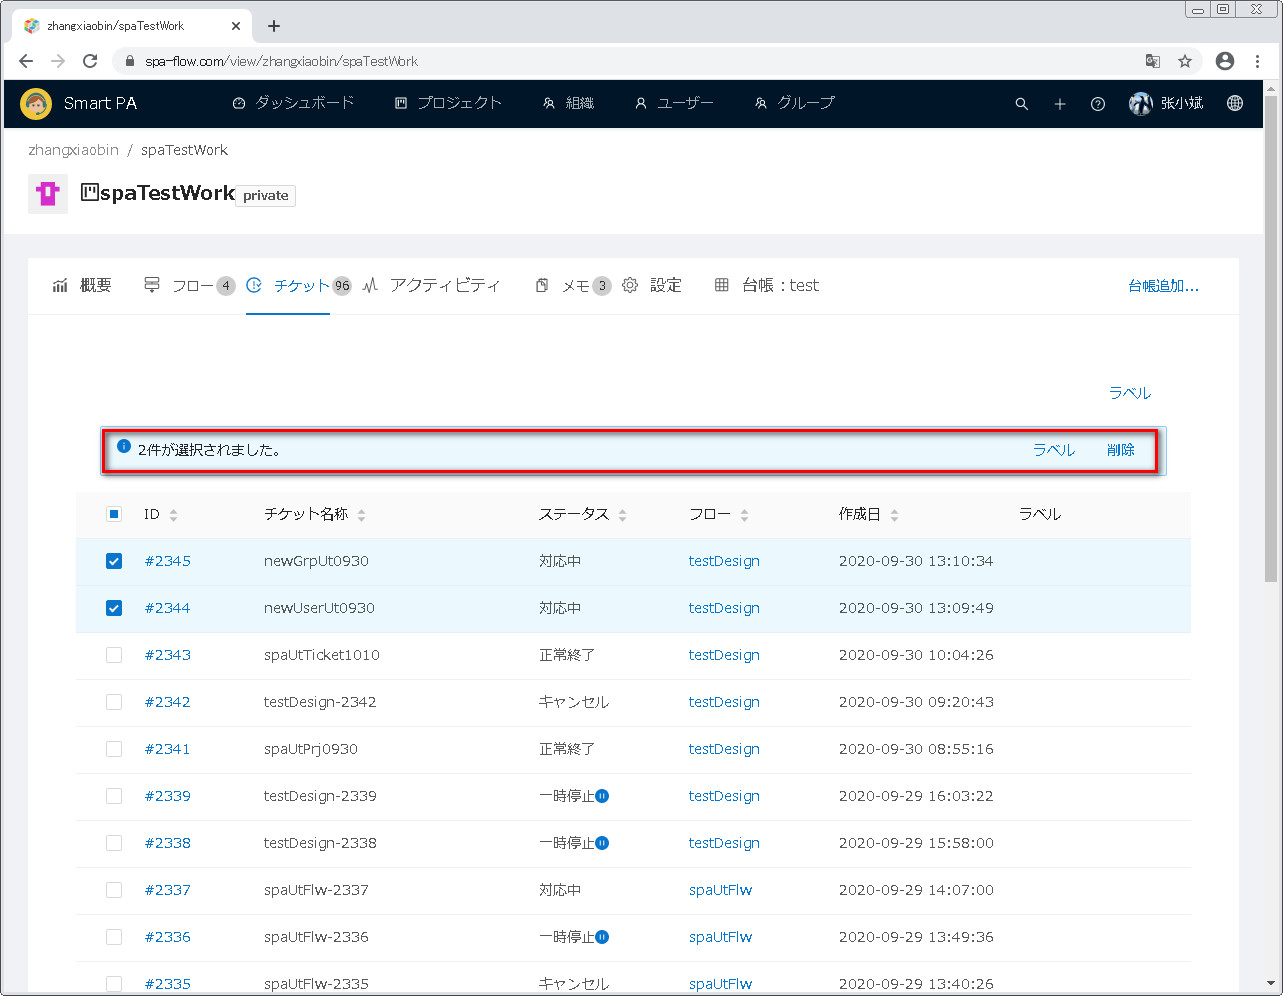 zhangxiaobin/spaTestWork
spa-flow.com/view/zhangxiaobin/spaTestWork
Smart PA ダッシュボード プロジェクト 組織 ユーザー グループ 张小斌
zhangxiaobin / spaTestWork
spaTestWork private
概要 フロー 4 チケット 96 アクティビティ メモ 3 設定 台帳：test 台帳追加...
ラベル
2件が選択されました。 ラベル 削除
ID チケット名称 ステータス フロー 作成日 ラベル
#2345 newGrpUt0930 対応中 testDesign 2020-09-30 13:10:34
#2344 newUserUt0930 対応中 testDesign 2020-09-30 13:09:49
#2343 spaUtTicket1010 正常終了 testDesign 2020-09-30 10:04:26
#2342 testDesign-2342 キャンセル testDesign 2020-09-30 09:20:43
#2341 spaUtPrj0930 正常終了 testDesign 2020-09-30 08:55:16
#2339 testDesign-2339 一時停止 testDesign 2020-09-29 16:03:22
#2338 testDesign-2338 一時停止 testDesign 2020-09-29 15:58:00
#2337 spaUtFlw-2337 対応中 spaUtFlw 2020-09-29 14:07:00
#2336 spaUtFlw-2336 一時停止 spaUtFlw 2020-09-29 13:49:36
#2335 spaUtFlw-2335 キャンセル spaUtFlw 2020-09-29 13:40:26